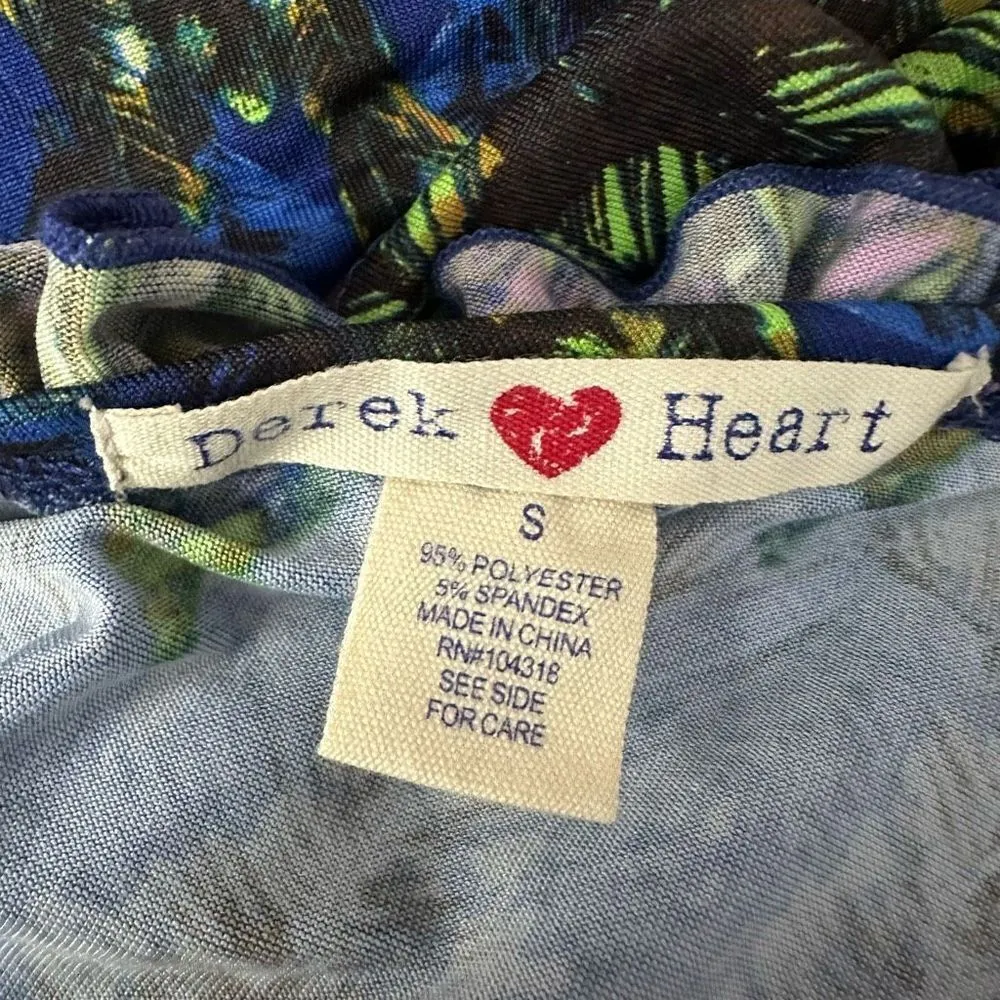 Derek Heart
S
95% POLYESTER
5% SPANDEX
MADE IN CHINA
RN#104318
SEE SIDE
FOR CARE